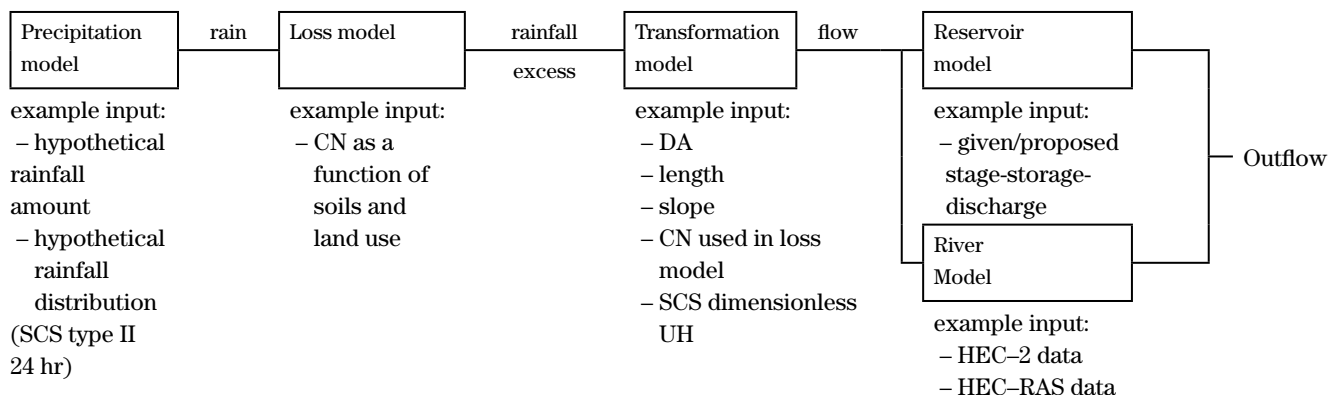 Precipitation
model
rain
Loss model
rainfall
excess
Transformation
model
flow
Reservoir
model
example input:
– hypothetical
rainfall
amount
– hypothetical
rainfall
distribution
(SCS type II
24 hr)
example input:
– CN as a
function of
soils and
land use
example input:
– DA
– length
– slope
– CN used in loss
model
– SCS dimensionless
UH
example input:
– given/proposed
stage-storage-
discharge
Outflow
River
Model
example input:
– HEC–2 data
– HEC–RAS data